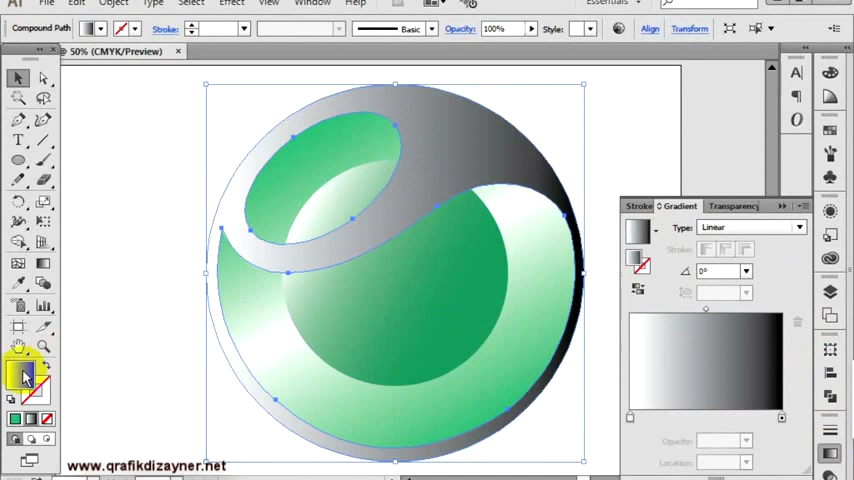 Ai File Edit Object Type Select Effect View Window Help Essentials
Compound Path Stroke: Basic Opacity: 100% Style: Align Transform
@ 50% (CMYK/Preview) ×
Stroke Gradient Transparency
Type: Linear
Stroke:
0°
Opacity:
Location:
www.qrafikdizayner.net